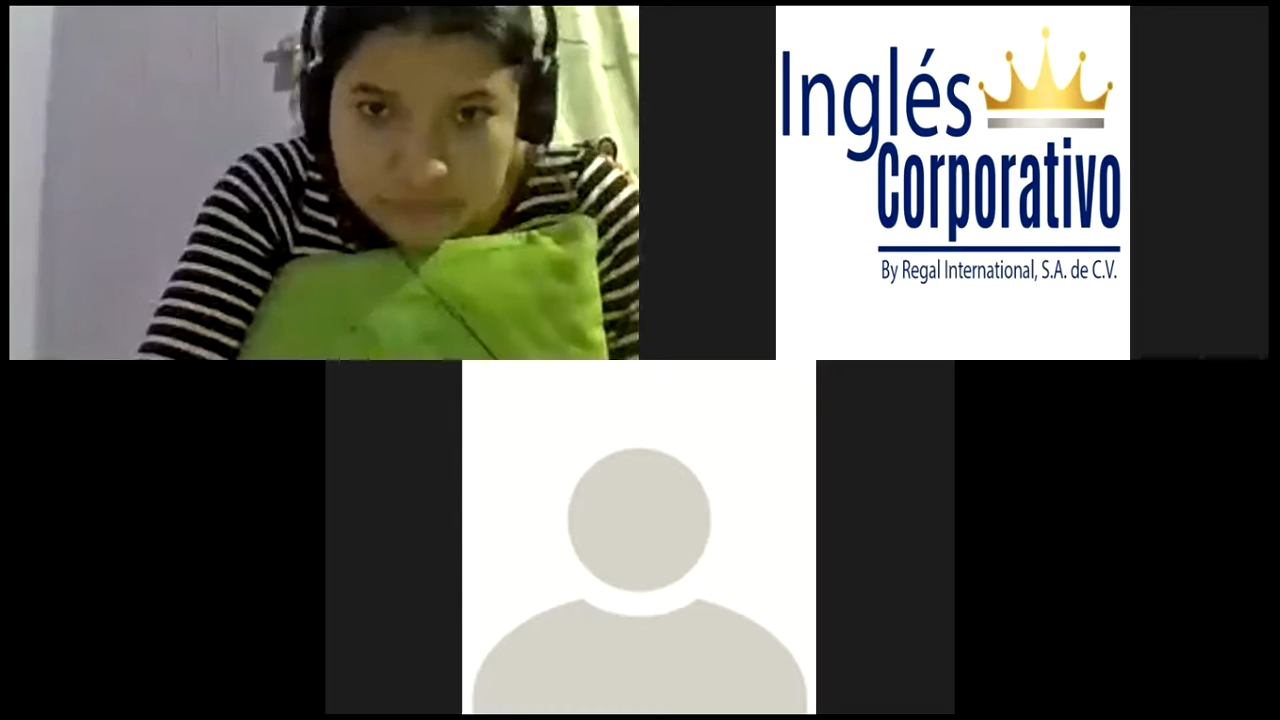 Inglés
Corporativo
By Regal International, S.A. de C.V.